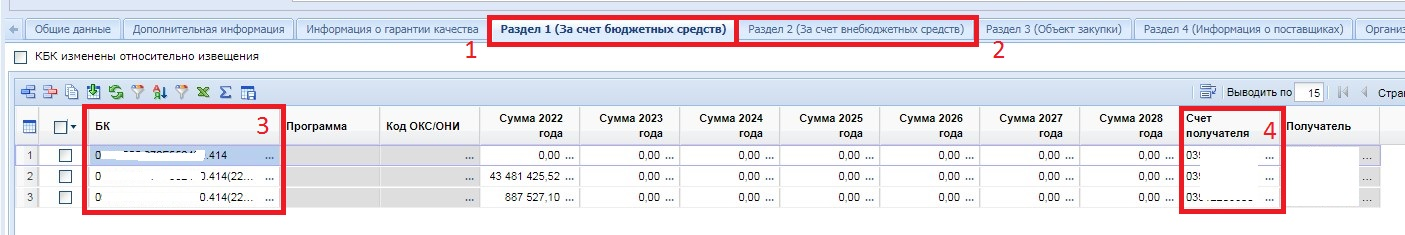 Общие данные Дополнительная информация Информация о гарантии качества Раздел 1 (За счет бюджетных средств) Раздел 2 (За счет внебюджетных средств) Раздел 3 (Объект закупки) Раздел 4 (Информация о поставщиках) Организ
1 2
КБК изменены относительно извещения
Выводить по 15 Стран
БК 3 Программа Код ОКС/ОНИ Сумма 2022 года Сумма 2023 года Сумма 2024 года Сумма 2025 года Сумма 2026 года Сумма 2027 года Сумма 2028 года Счет получателя 4 Получатель
1 0 .414 ... ... 0,00 ... 0,00 ... 0,00 ... 0,00 ... 0,00 ... 0,00 ... 0,00 ... 039 ... ...
2 0 0.414(22... ... 43 481 425,52 ... 0,00 ... 0,00 ... 0,00 ... 0,00 ... 0,00 ... 0,00 ... 039 ... ...
3 0 0.414(22... ... 887 527,10 ... 0,00 ... 0,00 ... 0,00 ... 0,00 ... 0,00 ... 0,00 ... ... ...